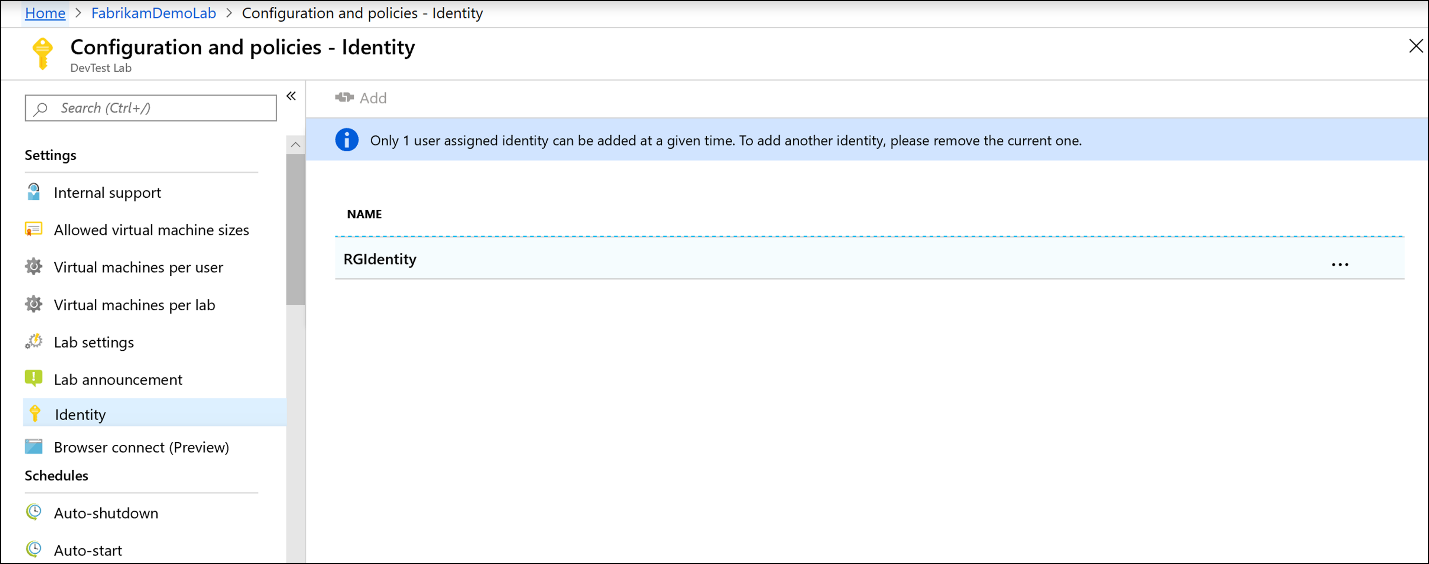 Home > FabrikamDemoLab > Configuration and policies - Identity
Configuration and policies - Identity
DevTest Lab
Search (Ctrl+/)
Settings
Internal support
Allowed virtual machine sizes
Virtual machines per user
Virtual machines per lab
Lab settings
Lab announcement
Identity
Browser connect (Preview)
Schedules
Auto-shutdown
Auto-start
Add
Only 1 user assigned identity can be added at a given time. To add another identity, please remove the current one.
NAME
RGIdentity ...